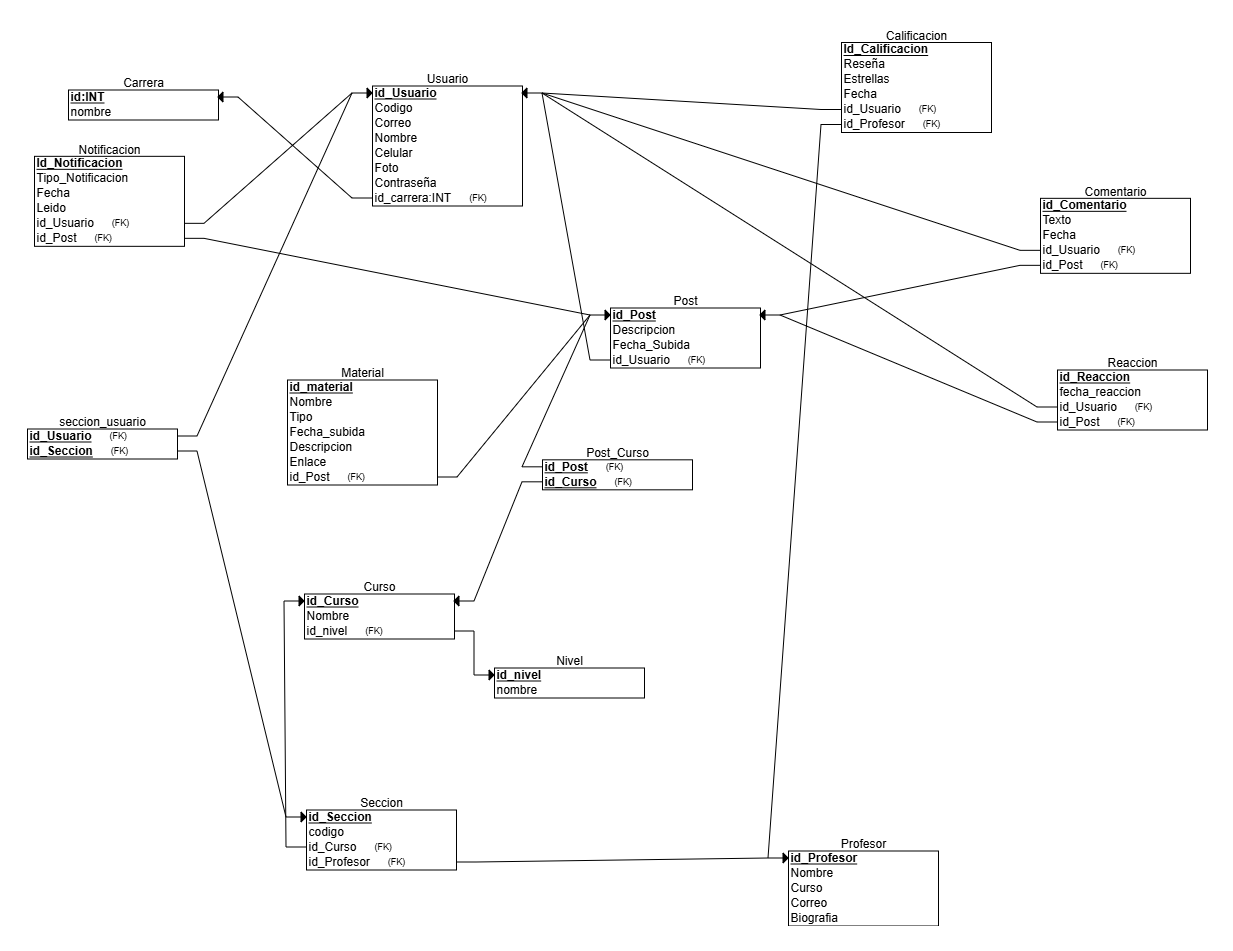 Calificacion
Id_Calificacion
Reseña
Estrellas
Fecha
id_Usuario (FK)
id_Profesor (FK)
Carrera
id:INT
nombre
Usuario
id_Usuario
Codigo
Correo
Nombre
Celular
Foto
Contraseña
id_carrera:INT (FK)
Notificacion
Id_Notificacion
Tipo_Notificacion
Fecha
Leido
id_Usuario (FK)
id_Post (FK)
Comentario
id_Comentario
Texto
Fecha
id_Usuario (FK)
id_Post (FK)
Post
id_Post
Descripcion
Fecha_Subida
id_Usuario (FK)
Reaccion
id_Reaccion
fecha_reaccion
id_Usuario (FK)
id_Post (FK)
Material
id_material
Nombre
Tipo
Fecha_subida
Descripcion
Enlace
id_Post (FK)
seccion_usuario
id_Usuario (FK)
id_Seccion (FK)
Post_Curso
id_Post (FK)
id_Curso (FK)
Curso
id_Curso
Nombre
id_nivel (FK)
Nivel
id_nivel
nombre
Seccion
id_Seccion
codigo
id_Curso (FK)
id_Profesor (FK)
Profesor
id_Profesor
Nombre
Curso
Correo
Biografia